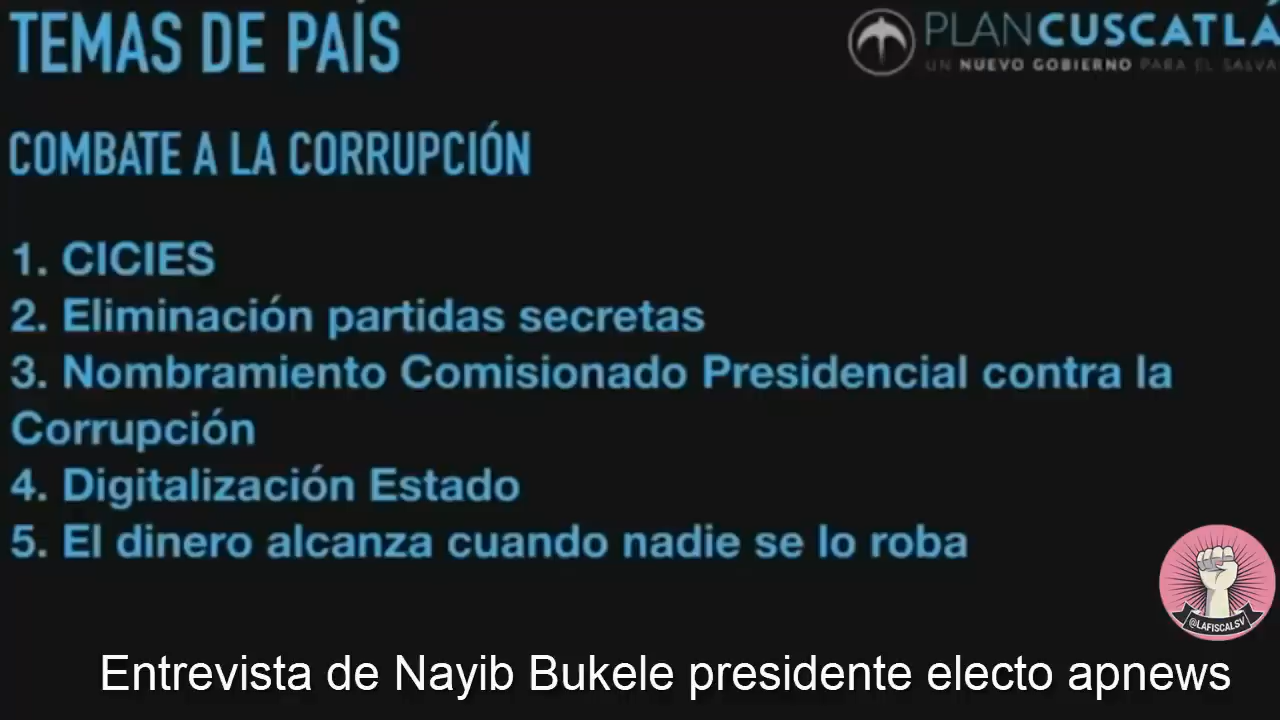 TEMAS DE PAÍS
PLAN CUSCATLÁ
UN NUEVO GOBIERNO PARA EL SALVA
COMBATE A LA CORRUPCIÓN
1. CICIES
2. Eliminación partidas secretas
3. Nombramiento Comisionado Presidencial contra la
Corrupción
4. Digitalización Estado
5. El dinero alcanza cuando nadie se lo roba
@LAFISCALSV
Entrevista de Nayib Bukele presidente electo apnews